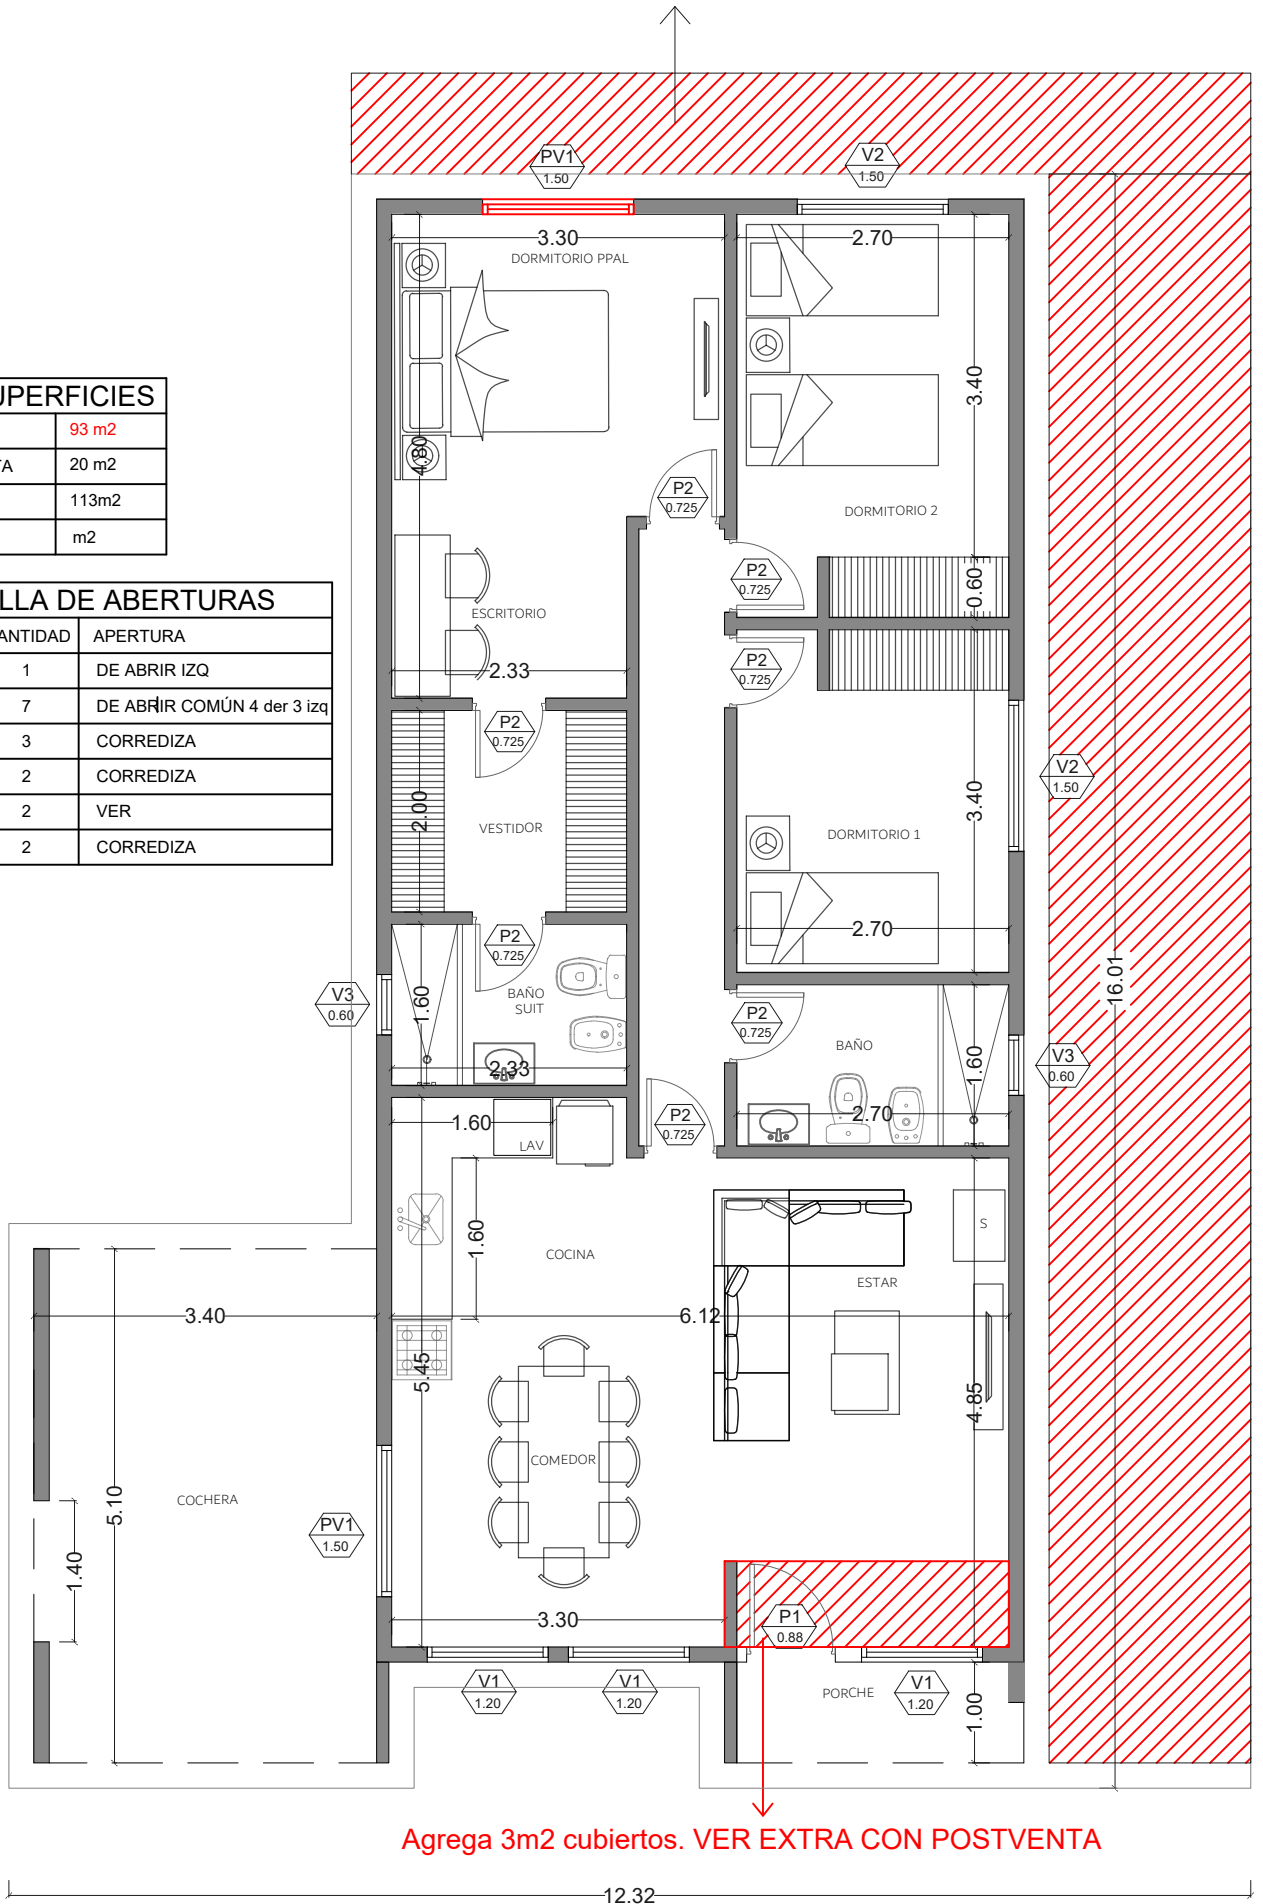 PV1
1.50
V2
1.50
3.30
DORMITORIO PPAL
2.70
4.80
3.40
P2
0.725
DORMITORIO 2
P2
0.725
0.60
ESCRITORIO
2.33
P2
0.725
P2
0.725
2.00
VESTIDOR
DORMITORIO 1
3.40
V2
1.50
2.70
P2
0.725
BAÑO
SUIT
1.60
V3
0.60
2.33
P2
0.725
BAÑO
1.60
V3
0.60
2.70
16.01
1.60
LAV
P2
0.725
COCINA
1.60
ESTAR
S
3.40
6.12
5.45
4.85
COMEDOR
COCHERA
5.10
1.40
PV1
1.50
3.30
P1
0.88
V1
1.20
V1
1.20
PORCHE
V1
1.20
1.00
UPERFICIES
93 m2
TA
20 m2
113m2
m2
LLA DE ABERTURAS
ANTIDAD APERTURA
1 DE ABRIR IZQ
7 DE ABRIR COMÚN 4 der 3 izq
3 CORREDIZA
2 CORREDIZA
2 VER
2 CORREDIZA
Agrega 3m2 cubiertos. VER EXTRA CON POSTVENTA
12.32